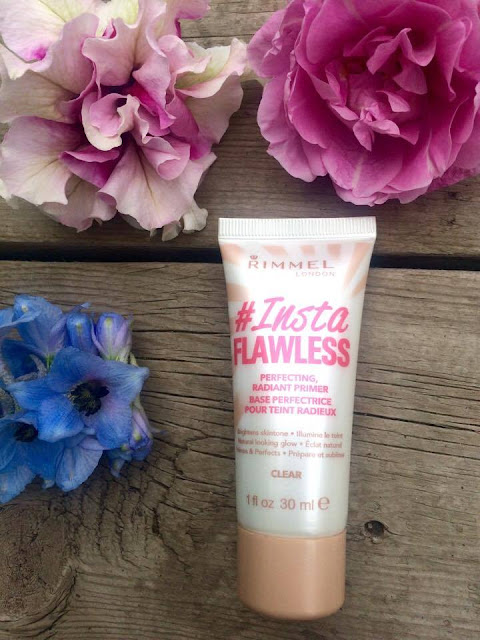 RIMMEL
LONDON
#Insta
FLAWLESS
PERFECTING,
RADIANT PRIMER
BASE PERFECTRICE
POUR TEINT RADIEUX
Brightens skintone • Illumine le teint
Natural looking glow • Éclat naturel
& Perfects • Prépare et sublime
CLEAR
1 fl oz 30 ml e